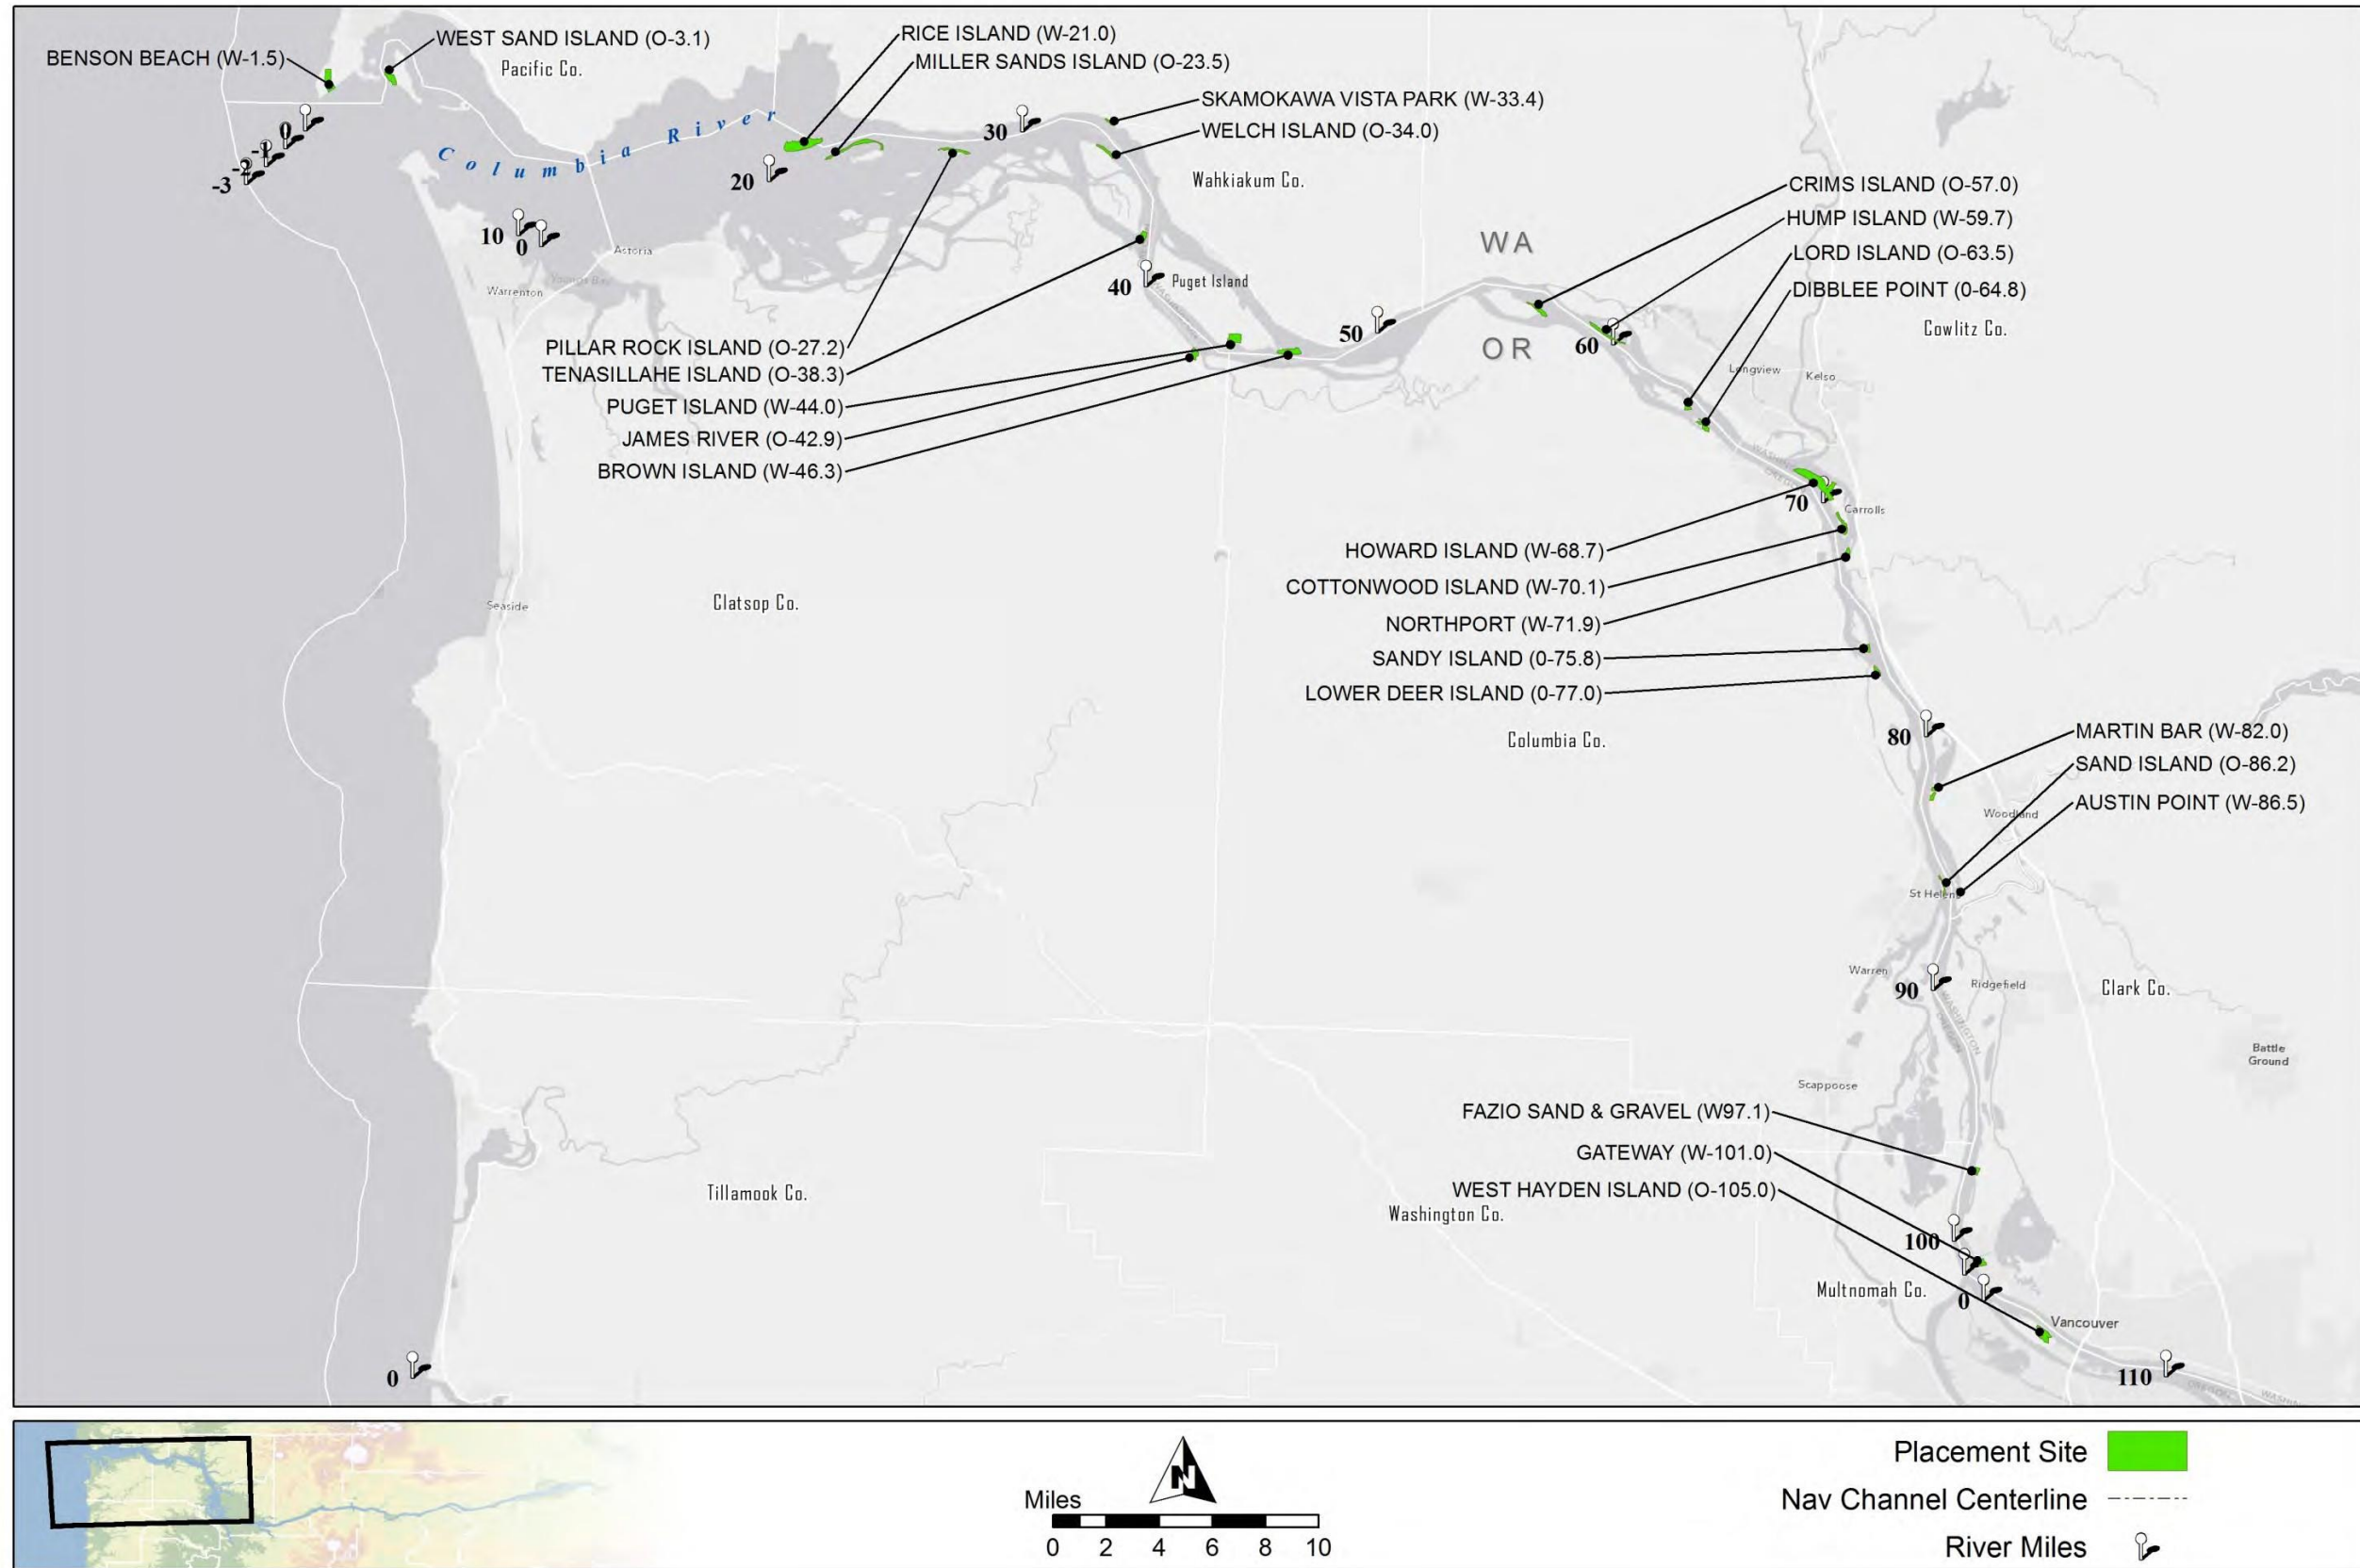 BENSON BEACH (W-1.5)
WEST SAND ISLAND (O-3.1)
Pacific Co.
RICE ISLAND (W-21.0)
MILLER SANDS ISLAND (O-23.5)
SKAMOKAWA VISTA PARK (W-33.4)
WELCH ISLAND (O-34.0)
Wahkiakum Co.
Columbia River
0
-1
-2
-3
10
0
20
30
Astoria
Youngs Bay
Warrenton
40
Puget Island
50
WA
OR
CRIMS ISLAND (O-57.0)
HUMP ISLAND (W-59.7)
LORD ISLAND (O-63.5)
DIBBLEE POINT (0-64.8)
Cowlitz Co.
60
Longview
Kelso
PILLAR ROCK ISLAND (O-27.2)
TENASILLAHE ISLAND (O-38.3)
PUGET ISLAND (W-44.0)
JAMES RIVER (O-42.9)
BROWN ISLAND (W-46.3)
70
Carrolls
HOWARD ISLAND (W-68.7)
COTTONWOOD ISLAND (W-70.1)
NORTHPORT (W-71.9)
SANDY ISLAND (0-75.8)
LOWER DEER ISLAND (0-77.0)
Seaside
Clatsop Co.
Columbia Co.
80
MARTIN BAR (W-82.0)
SAND ISLAND (O-86.2)
AUSTIN POINT (W-86.5)
Woodland
St Helens
Warren
90
Ridgefield
WASHINGTON
OREGON
Clark Co.
Battle
Ground
Scappoose
FAZIO SAND & GRAVEL (W97.1)
GATEWAY (W-101.0)
WEST HAYDEN ISLAND (O-105.0)
Tillamook Co.
Washington Co.
100
Multnomah Co.
0
Vancouver
110
OREGON
0
N
Miles
0 2 4 6 8 10
Placement Site
Nav Channel Centerline
River Miles